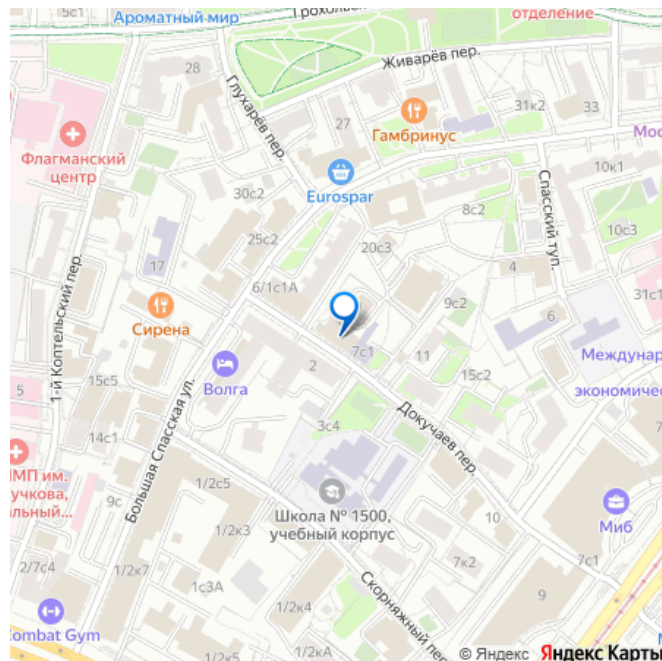 5с1
Ароматный мир
Грохоль
отделение
Живарёв пер.
28
Глухарёв пер.
Флагманский
центр
27
Гамбринус
31к2
33
Мос
Eurospar
30с2
10к1
8с2
Спасский туп.
10с3
25с2
20с3
17
1-й Коптельский пер.
4
31с1
6/1с1А
9с2
6
Сирена
7с1
11
Междунар
экономичес
2
Волга
15с2
5
15с5
3с4
Докучаев пер.
14с1
Большая Спасская ул.
МП им.
учкова,
альный...
9с
1/2с5
Школа № 1500,
учебный корпус
10
Миб
1/2к3
2/7с4
1/2к7
1с3А
7к2
7с1
Скорняжный пер
9
1/2к4
Combat Gym
© Яндекс Яндекс Карты